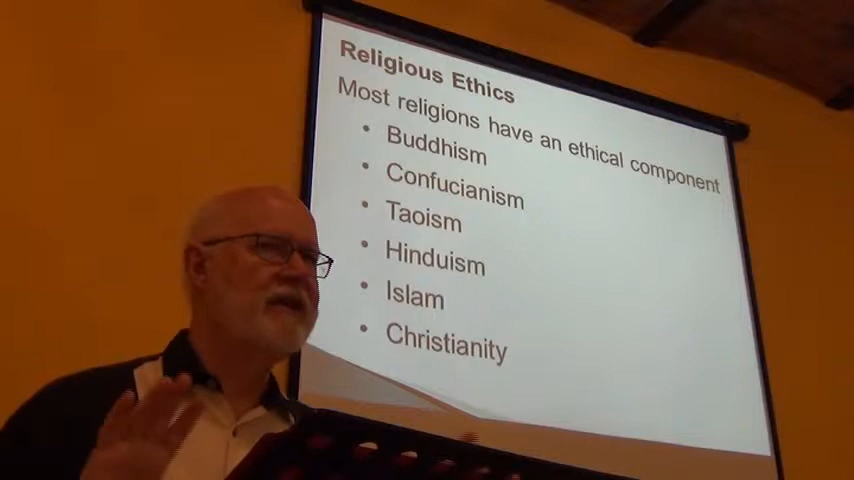 Religious Ethics
Most religions have an ethical component
• Buddhism
• Confucianism
• Taoism
• Hinduism
• Islam
• Christianity